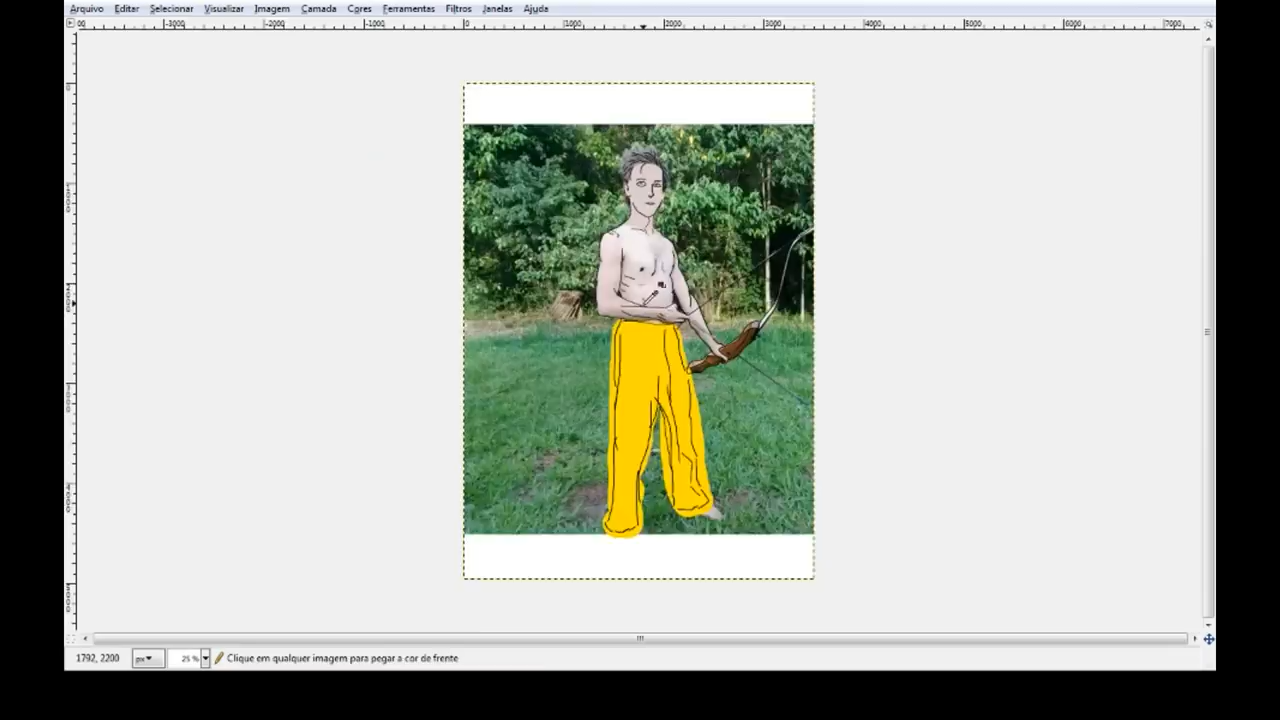 Arquivo Editar Selecionar Visualizar Imagem Camada Cores Ferramentas Filtros Janelas Ajuda
-3000 -2000 -1000 0 1000 2000 3000 4000 5000 6000 7000
1792, 2200 px 25 % Clique em qualquer imagem para pegar a cor de frente